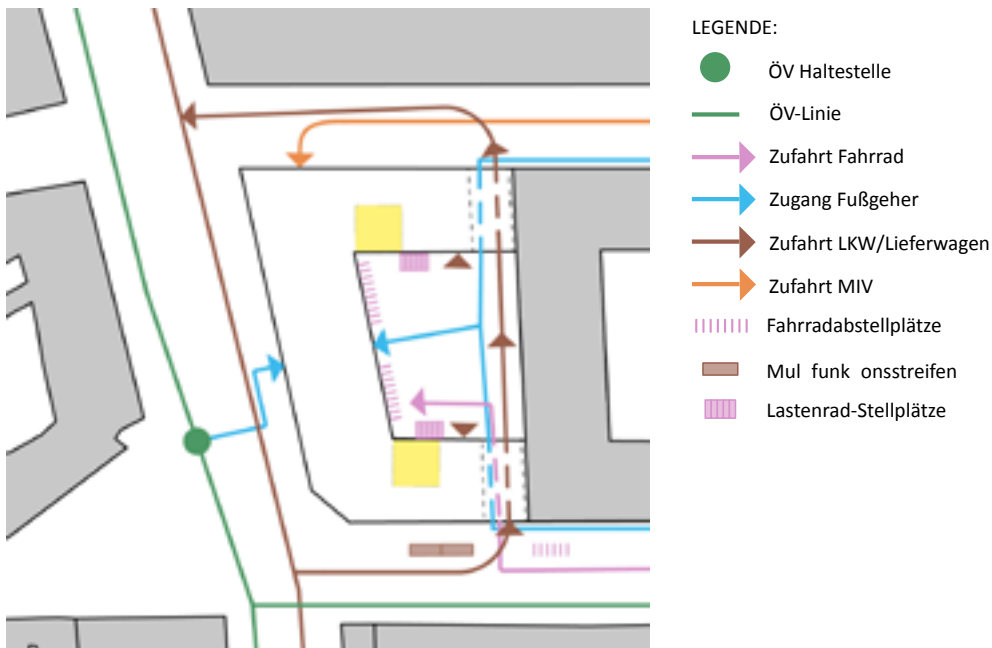 LEGENDE:
ÖV Haltestelle
ÖV-Linie
Zufahrt Fahrrad
Zugang Fußgeher
Zufahrt LKW/Lieferwagen
Zufahrt MIV
Fahrradabstellplätze
Mul funk onsstreifen
Lastenrad-Stellplätze